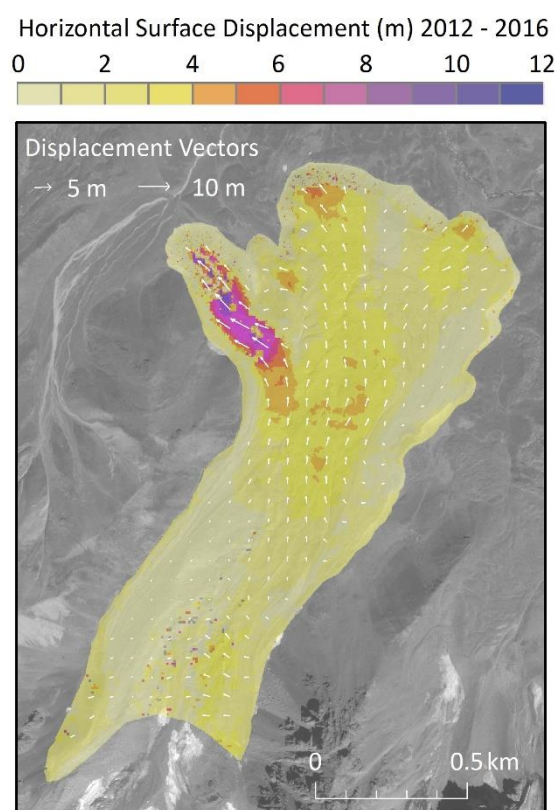 Horizontal Surface Displacement (m) 2012 - 2016
0 2 4 6 8 10 12
Displacement Vectors
→ 5 m → 10 m
0 0.5 km